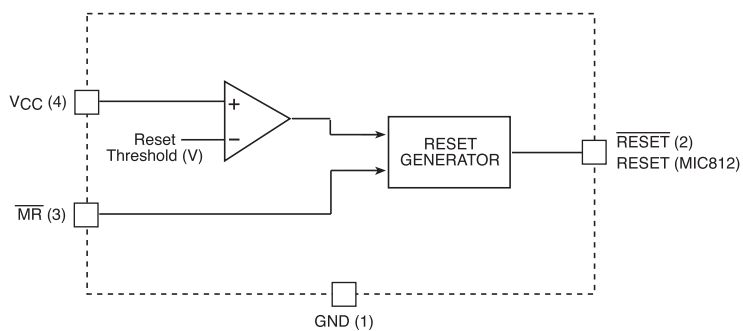 VCC (4)
+
Reset
Threshold (V)
−
RESET
GENERATOR
RESET (2)
RESET (MIC812)
MR (3)
GND (1)